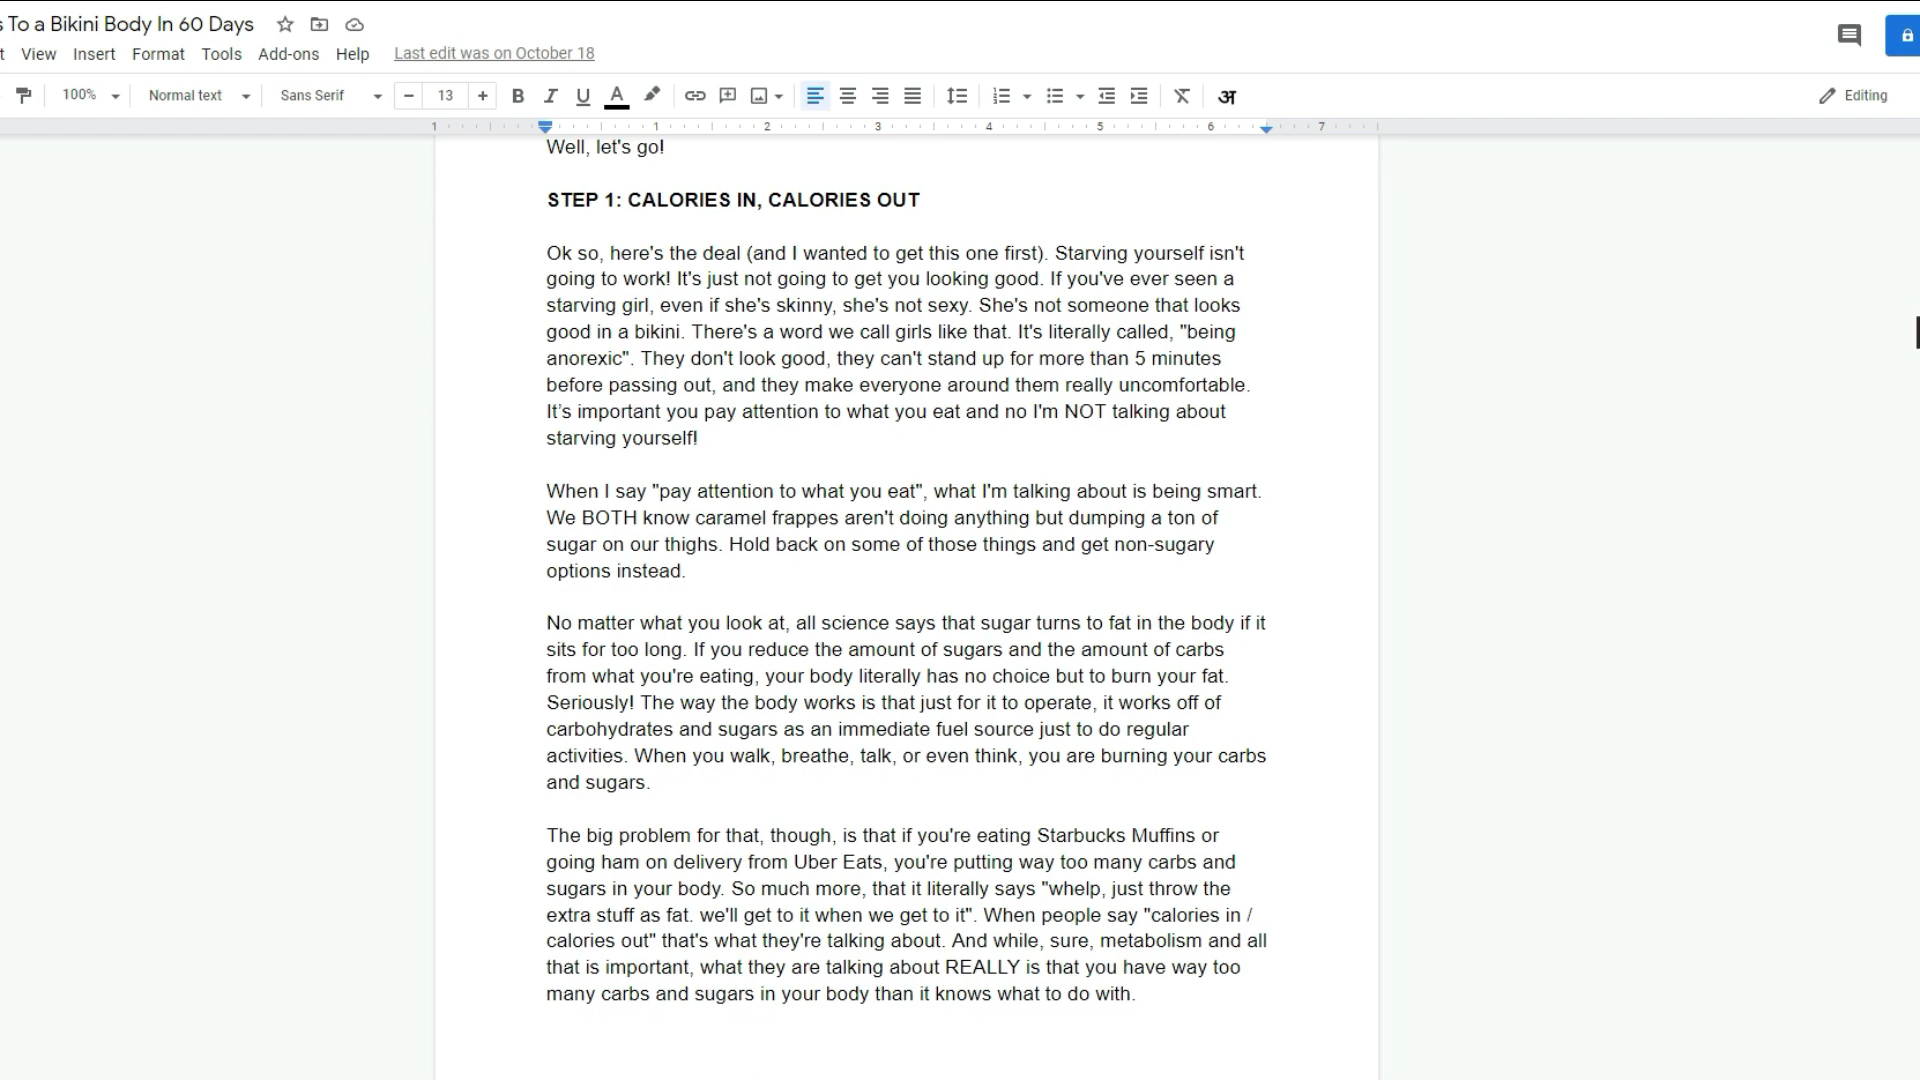 s To a Bikini Body In 60 Days
t View Insert Format Tools Add-ons Help Last edit was on October 18
100% Normal text Sans Serif − 13 + B I U A अ Editing
1 1 2 3 4 5 6 7
Well, let's go!
STEP 1: CALORIES IN, CALORIES OUT
Ok so, here's the deal (and I wanted to get this one first). Starving yourself isn't
going to work! It's just not going to get you looking good. If you've ever seen a
starving girl, even if she's skinny, she's not sexy. She's not someone that looks
good in a bikini. There's a word we call girls like that. It's literally called, "being
anorexic". They don't look good, they can't stand up for more than 5 minutes
before passing out, and they make everyone around them really uncomfortable.
It's important you pay attention to what you eat and no I'm NOT talking about
starving yourself!
When I say "pay attention to what you eat", what I'm talking about is being smart.
We BOTH know caramel frappes aren't doing anything but dumping a ton of
sugar on our thighs. Hold back on some of those things and get non-sugary
options instead.
No matter what you look at, all science says that sugar turns to fat in the body if it
sits for too long. If you reduce the amount of sugars and the amount of carbs
from what you're eating, your body literally has no choice but to burn your fat.
Seriously! The way the body works is that just for it to operate, it works off of
carbohydrates and sugars as an immediate fuel source just to do regular
activities. When you walk, breathe, talk, or even think, you are burning your carbs
and sugars.
The big problem for that, though, is that if you're eating Starbucks Muffins or
going ham on delivery from Uber Eats, you're putting way too many carbs and
sugars in your body. So much more, that it literally says "whelp, just throw the
extra stuff as fat. we'll get to it when we get to it". When people say "calories in /
calories out" that's what they're talking about. And while, sure, metabolism and all
that is important, what they are talking about REALLY is that you have way too
many carbs and sugars in your body than it knows what to do with.